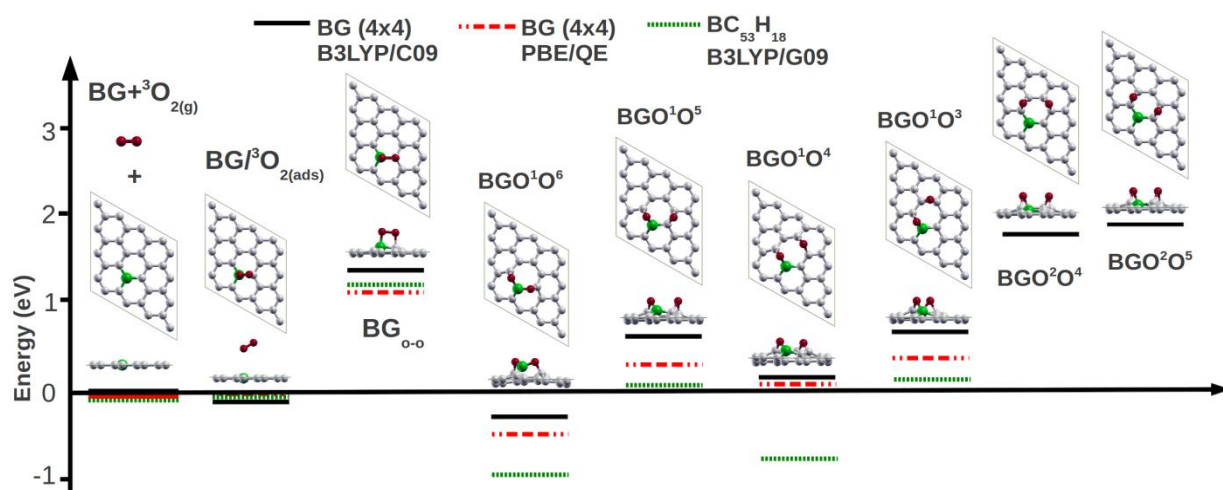 BG (4x4)
B3LYP/C09
BG (4x4)
PBE/QE
BC53H18
B3LYP/G09
BG+³O2(g)
+
BG/³O2(ads)
BGo-o
BGO¹O⁶
BGO¹O⁵
BGO¹O⁴
BGO¹O³
BGO²O⁴
BGO²O⁵
Energy (eV)
3
2
1
0
-1